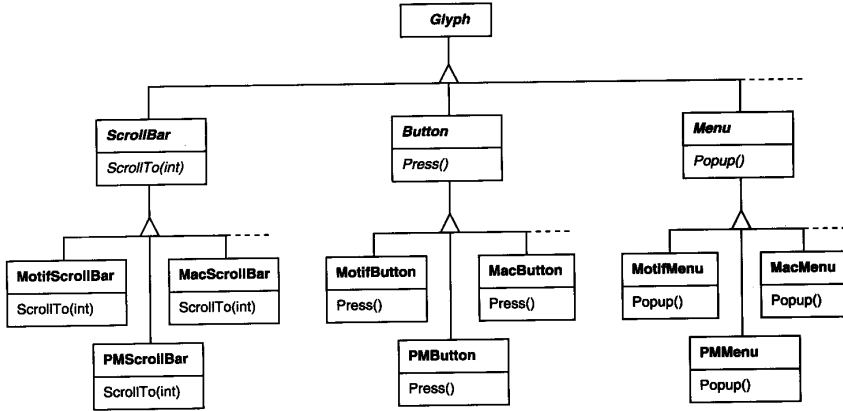 Glyph
ScrollBar
ScrollTo(int)
Button
Press()
Menu
Popup()
MotifScrollBar
ScrollTo(int)
MacScrollBar
ScrollTo(int)
PMScrollBar
ScrollTo(int)
MotifButton
Press()
MacButton
Press()
PMButton
Press()
MotifMenu
Popup()
MacMenu
Popup()
PMMenu
Popup()